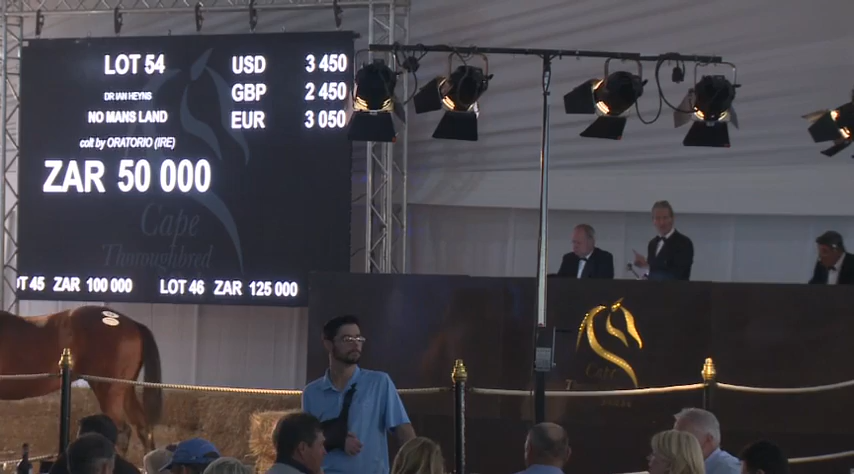 LOT 54
USD 3 450
DR IAN HEYNS
GBP 2 450
NO MANS LAND
EUR 3 050
colt by ORATORIO (IRE)
ZAR 50 000
Cape
Thoroughbred
OT 45 ZAR 100 000 LOT 46 ZAR 125 000
Cape